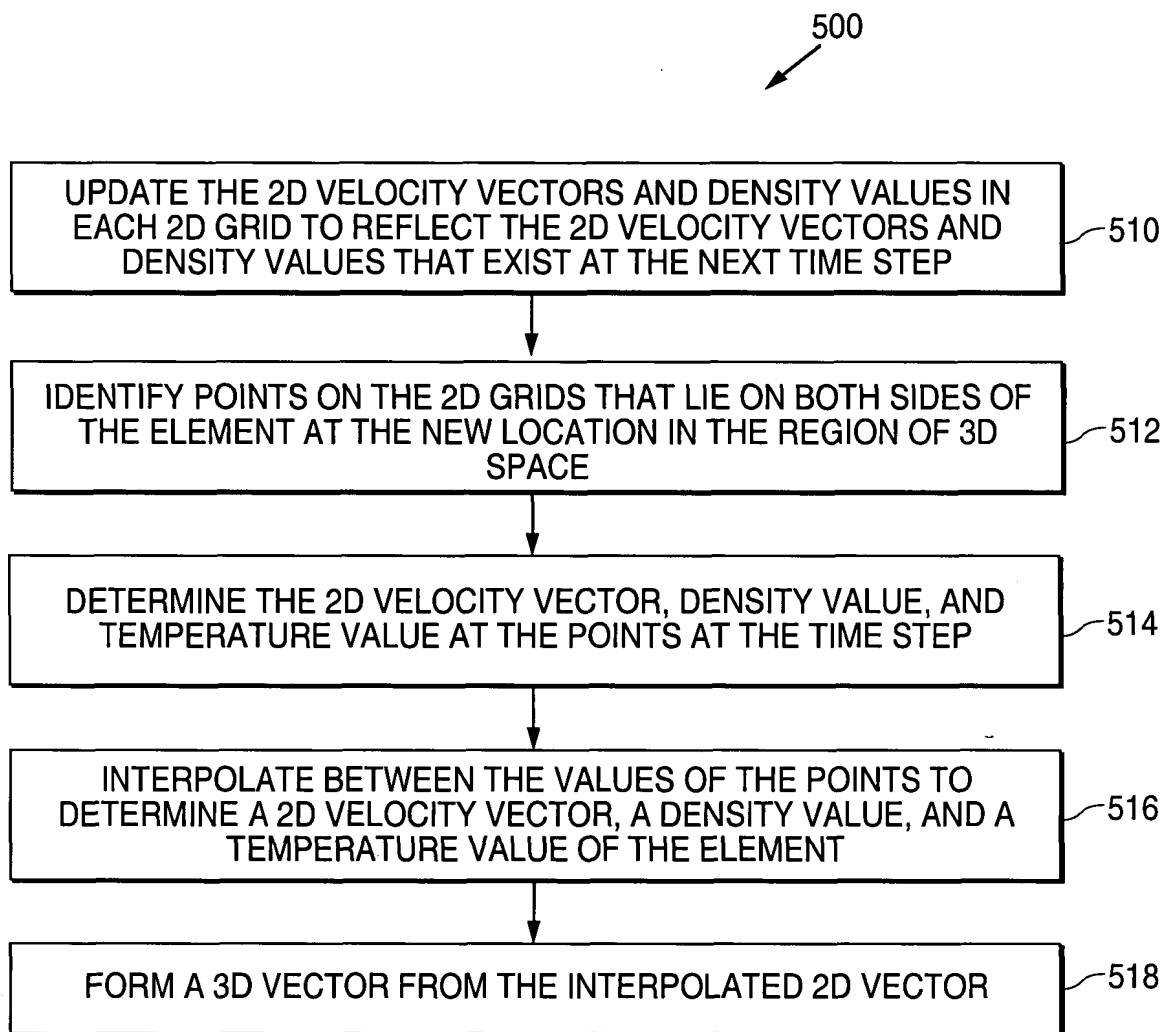 500
UPDATE THE 2D VELOCITY VECTORS AND DENSITY VALUES IN
EACH 2D GRID TO REFLECT THE 2D VELOCITY VECTORS AND
DENSITY VALUES THAT EXIST AT THE NEXT TIME STEP
510
IDENTIFY POINTS ON THE 2D GRIDS THAT LIE ON BOTH SIDES OF
THE ELEMENT AT THE NEW LOCATION IN THE REGION OF 3D
SPACE
512
DETERMINE THE 2D VELOCITY VECTOR, DENSITY VALUE, AND
TEMPERATURE VALUE AT THE POINTS AT THE TIME STEP
514
INTERPOLATE BETWEEN THE VALUES OF THE POINTS TO
DETERMINE A 2D VELOCITY VECTOR, A DENSITY VALUE, AND A
TEMPERATURE VALUE OF THE ELEMENT
516
FORM A 3D VECTOR FROM THE INTERPOLATED 2D VECTOR
518